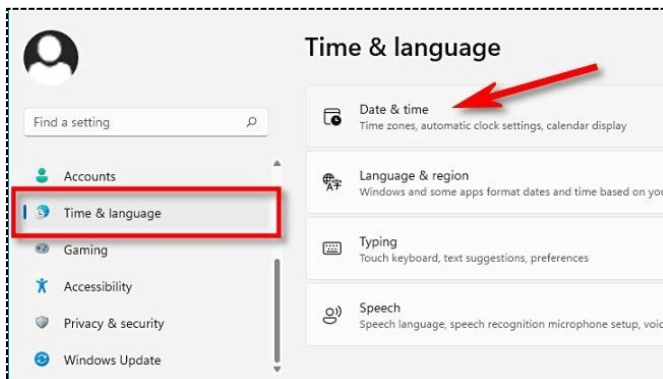 Time & language
Find a setting
Accounts
Time & language
Gaming
Accessibility
Privacy & security
Windows Update
Date & time
Time zones, automatic clock settings, calendar display
Language & region
Windows and some apps format dates and time based on you
Typing
Touch keyboard, text suggestions, preferences
Speech
Speech language, speech recognition microphone setup, voic